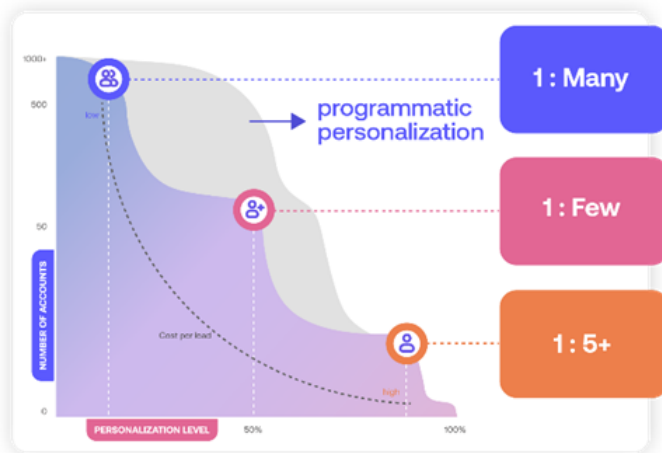 1000+
500
50
0
NUMBER OF ACCOUNTS
low
programmatic
personalization
Cost per lead
high
PERSONALIZATION LEVEL
50%
100%
1 : Many
1 : Few
1 : 5+